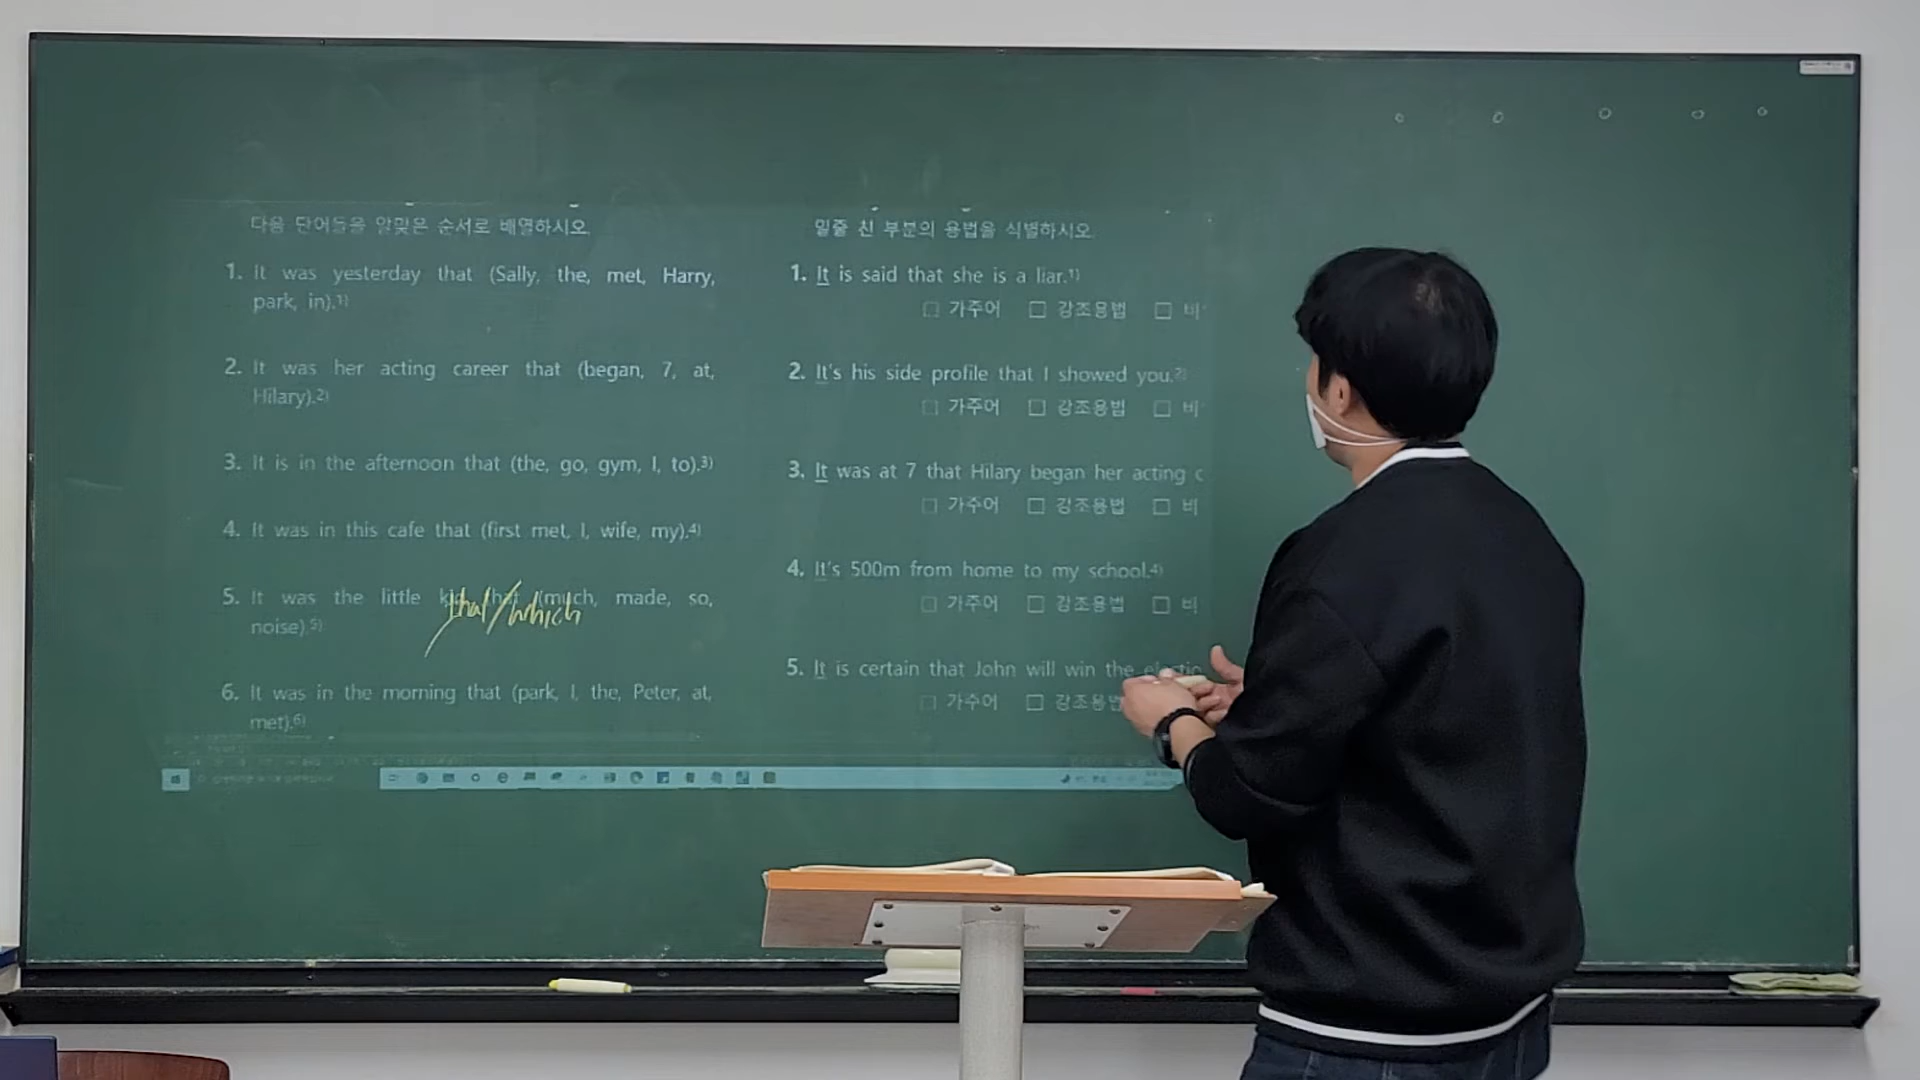 다음 단어들을 알맞은 순서로 배열하시오.
1. It was yesterday that (Sally, the, met, Harry,
park, in).1)
2. It was her acting career that (began, 7, at,
Hilary).2)
3. It is in the afternoon that (the, go, gym, I, to).3)
4. It was in this cafe that (first met, I, wife, my).4)
5. It was the little that (much, made, so,
noise).5)
that/which
6. It was in the morning that (park, I, the, Peter, at,
met).6)
밑줄 친 부분의 용법을 식별하시오.
1. It is said that she is a liar.1)
□ 가주어 □ 강조용법 □ 비
2. It's his side profile that I showed you.2)
□ 가주어 □ 강조용법 □ 비
3. It was at 7 that Hilary began her acting c
□ 가주어 □ 강조용법 □ 비
4. It's 500m from home to my school.4)
□ 가주어 □ 강조용법 □ 비
5. It is certain that John will win the
□ 가주어 □ 강조용법